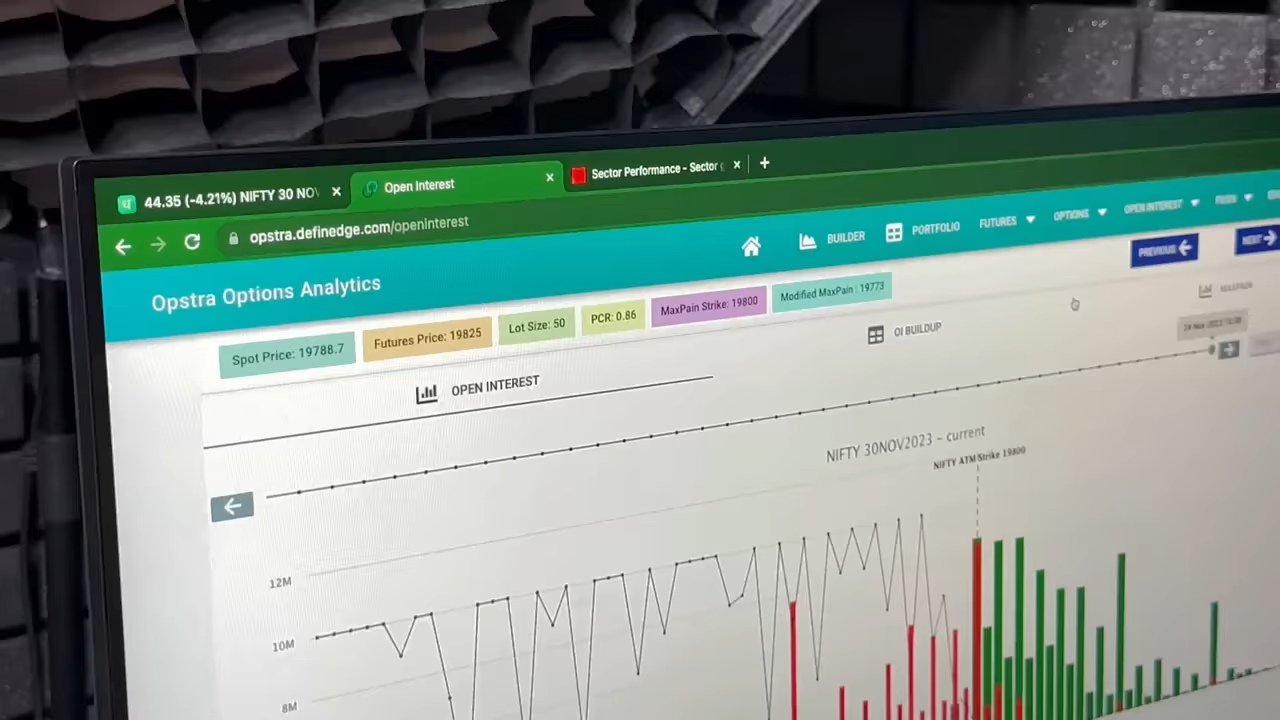 44.35 (-4.21%) NIFTY 30 NOV
Open Interest
Sector Performance - Sector
opstra.definedge.com/openinterest
Opstra Options Analytics
BUILDER
PORTFOLIO
FUTURES
OPTIONS
OPEN INTEREST
PREVIOUS
NEXT
Spot Price: 19788.7
Futures Price: 19825
Lot Size: 50
PCR: 0.86
MaxPain Strike: 19800
Modified MaxPain : 19773
OPEN INTEREST
OI BUILDUP
NIFTY 30NOV2023 – current
NIFTY ATM Strike 19800
12M
10M
8M